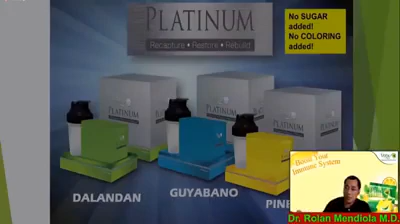 PLATINUM
Recapture • Restore • Rebuild
No SUGAR
added!
No COLORING
added!
PLATINUM
PLATINUM
PLATINUM
DALANDAN
GUYABANO
PINE
Boost Your
Immune System
Dr. Rolan Mendiola M.D.